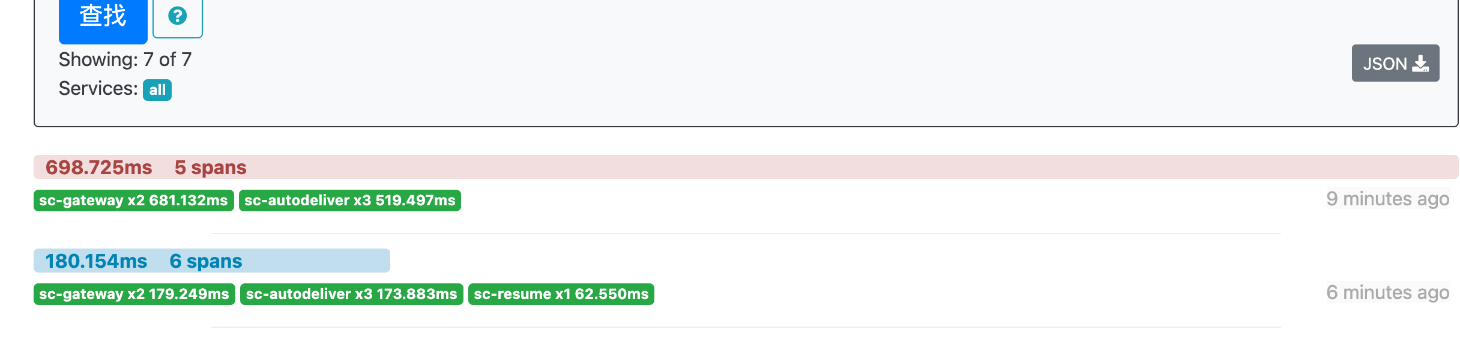 查找
Showing: 7 of 7
JSON
Services: all
698.725ms 5 spans
sc-gateway x2 681.132ms sc-autodeliver x3 519.497ms 9 minutes ago
180.154ms 6 spans
sc-gateway x2 179.249ms sc-autodeliver x3 173.883ms sc-resume x1 62.550ms 6 minutes ago